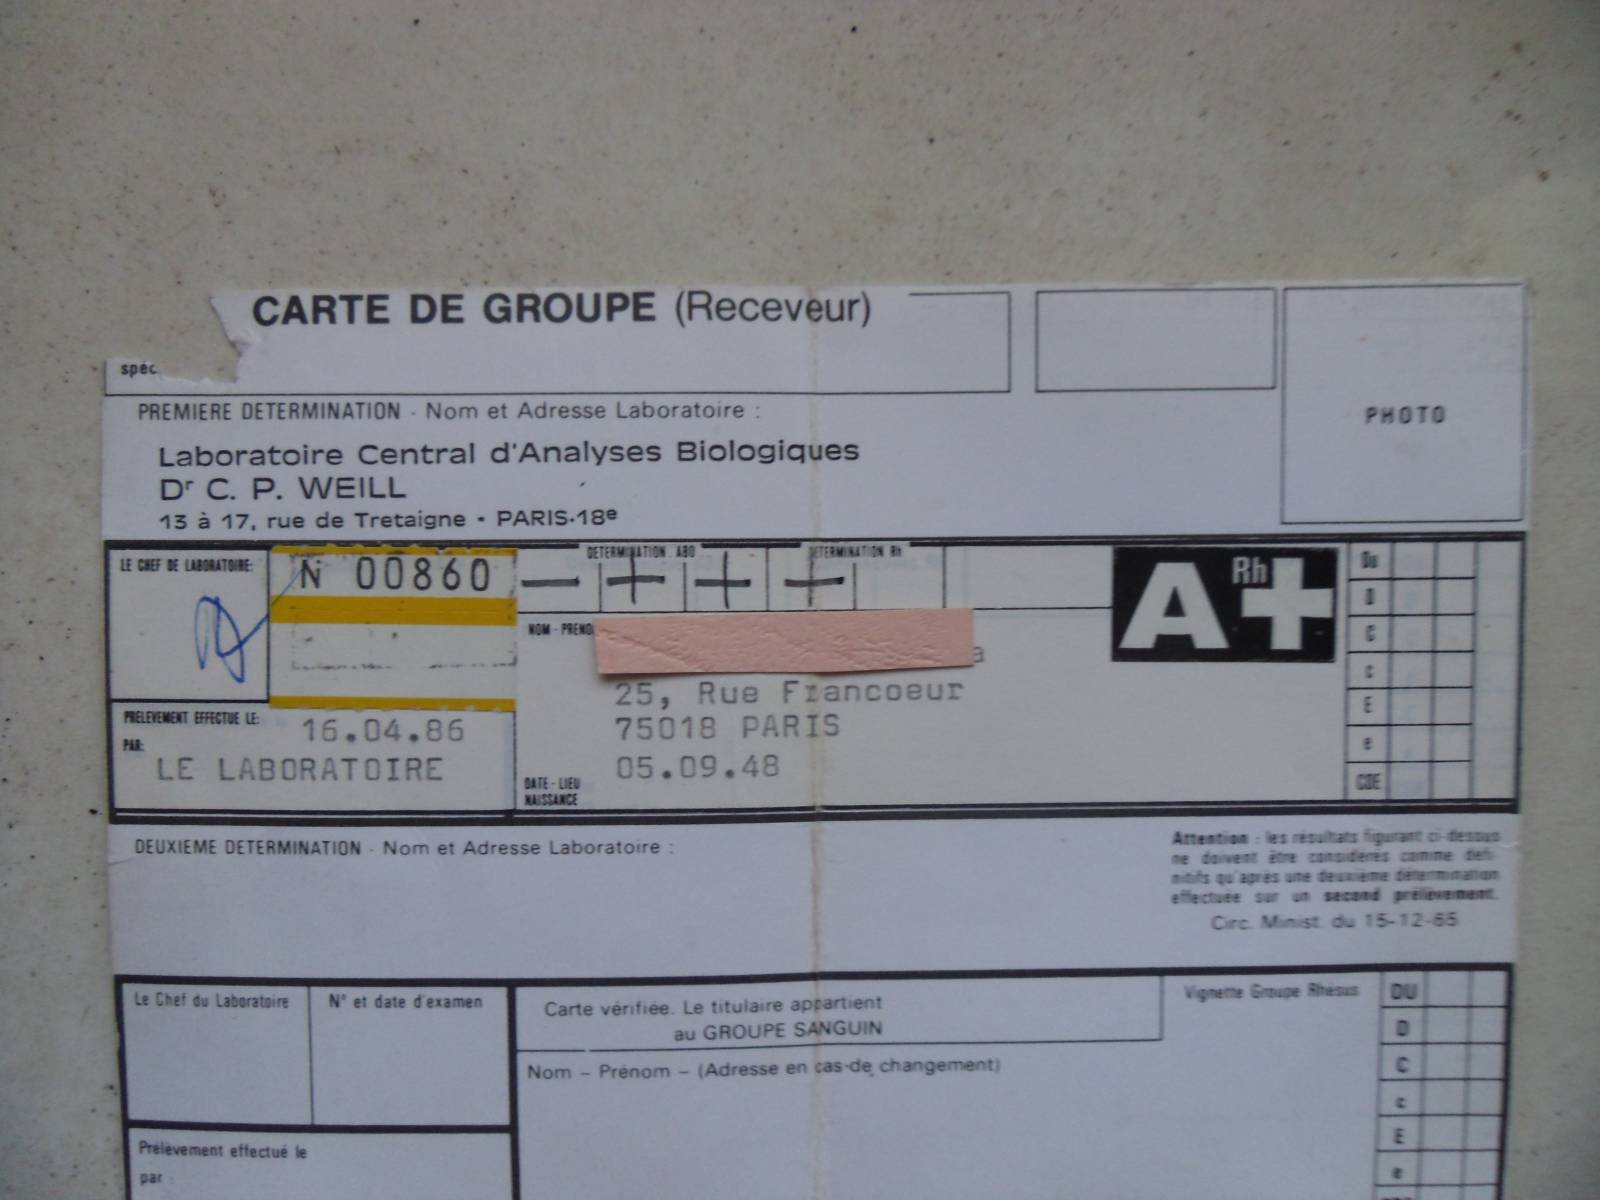 CARTE DE GROUPE (Receveur)
spéc
PHOTO
PREMIERE DETERMINATION - Nom et Adresse Laboratoire :
Laboratoire Central d'Analyses Biologiques
Dr C. P. WEILL
13 à 17, rue de Tretaigne - PARIS-18e
LE CHEF DE LABORATOIRE:
N 00860
DETERMINATION ABO
DETERMINATION Rh
− + + +
A Rh +
NOM - PRENO
a
25, Rue Francoeur
75018 PARIS
DATE - LIEU NAISSANCE
05.09.48
PRELEVEMENT EFFECTUE LE: 16.04.86
PAR:
LE LABORATOIRE
Du
D
C
c
E
e
CDE
DEUXIEME DETERMINATION - Nom et Adresse Laboratoire :
Attention : les résultats figurant ci-dessus
ne doivent être considérés comme défi-
nitifs qu'après une deuxième détermination
effectuée sur un second prélèvement.
Circ. Minist. du 15-12-65
Le Chef du Laboratoire
N° et date d'examen
Carte vérifiée. Le titulaire appartient
au GROUPE SANGUIN
Vignette Groupe Rhésus
Nom – Prénom – (Adresse en cas de changement)
Prélèvement effectué le
par :
DU
D
C
c
E
e